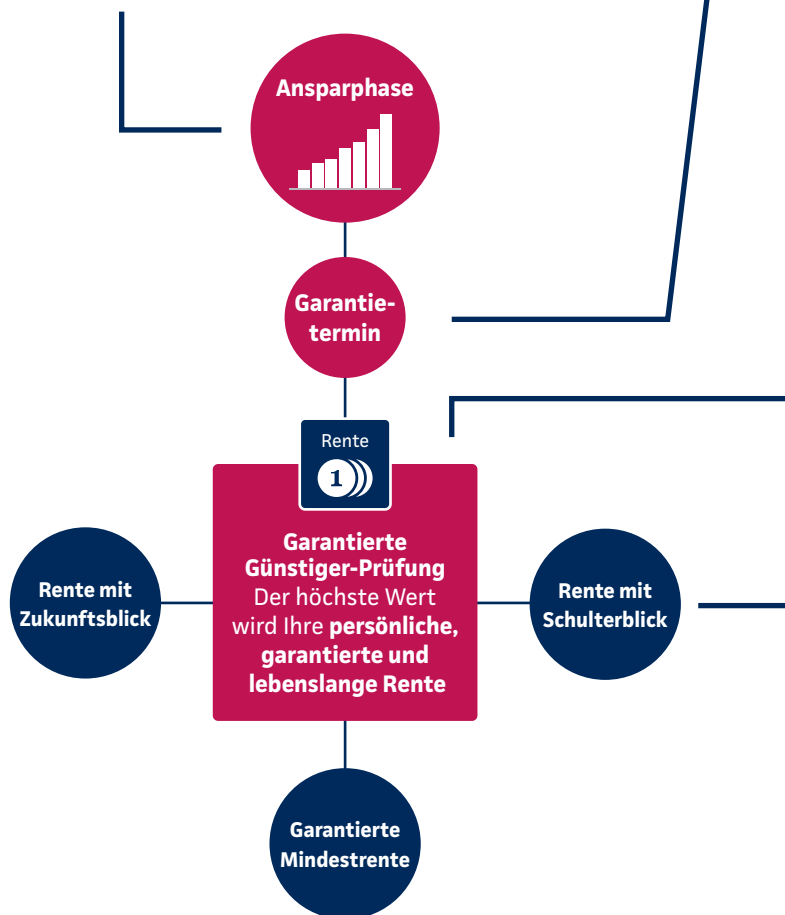 Ansparphase
Garantie-
termin
Rente
1
Garantierte
Günstiger-Prüfung
Der höchste Wert
wird Ihre persönliche,
garantierte und
lebenslange Rente
Rente mit
Zukunftsblick
Rente mit
Schulterblick
Garantierte
Mindestrente